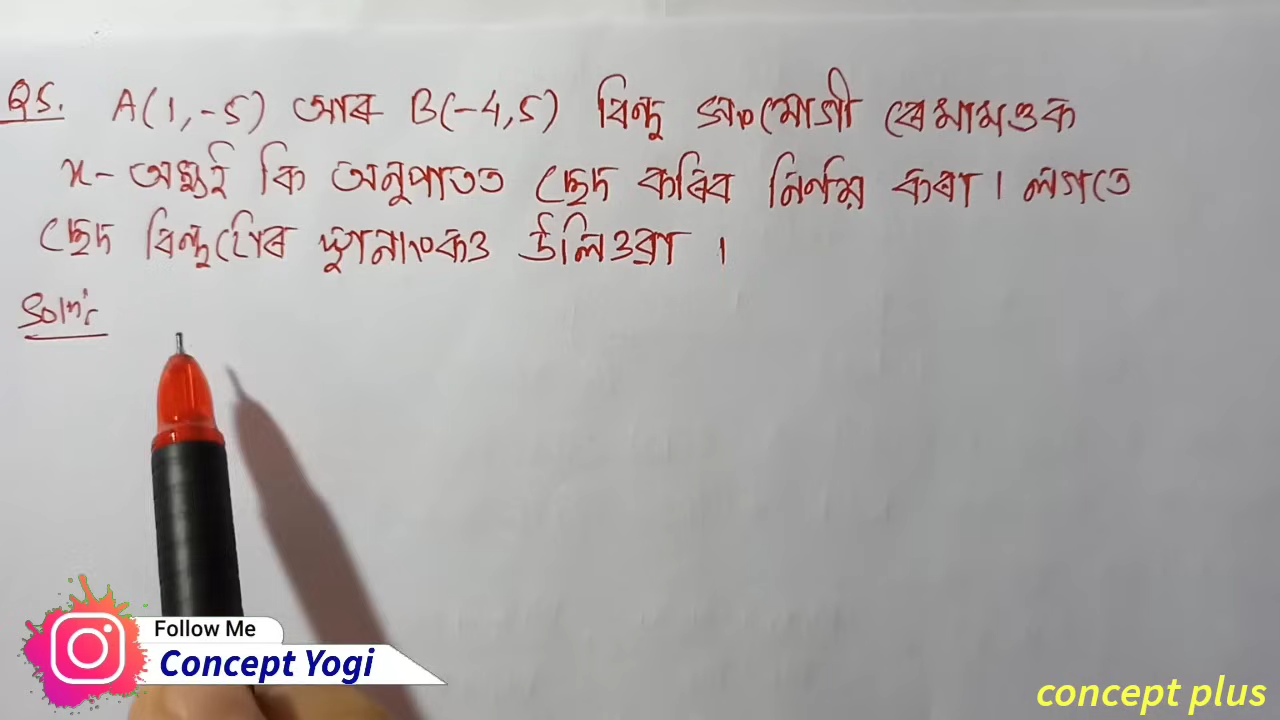 Q5. A(1,-5) আৰু B(-4,5) বিন্দু সংযোগী ৰেখাখণ্ডক
x- অক্ষই কি অনুপাতত ছেদ কৰিব নিৰ্ণয় কৰা। লগতে
ছেদ বিন্দুটোৰ স্থানাংকও উলিওৱা ।
Soln:
Follow Me
Concept Yogi
concept plus